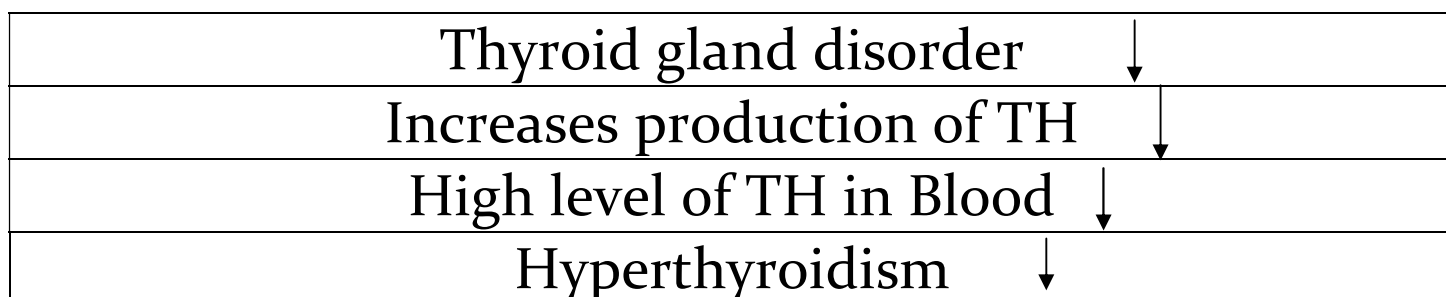 Thyroid gland disorder
Increases production of TH
High level of TH in Blood
Hyperthyroidism